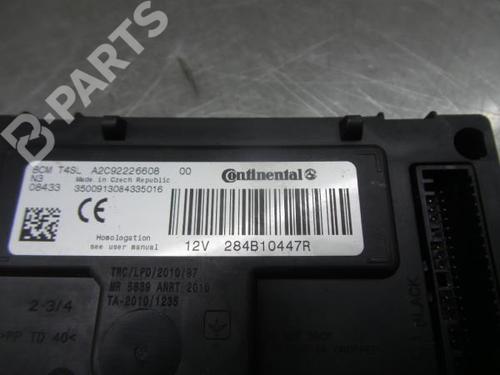 B-PARTS
BCM T4SL A2C92226608 00
N3 Made in Czech Republic
08433 3500913084335016
Continental
CE
Homologation
see user manual
12V 284B10447R
TRC/LPD/2010/97
MR 5839 ANRT 2010
TA-2010/1235
2-3/4
>PP TD 40<
BLACK